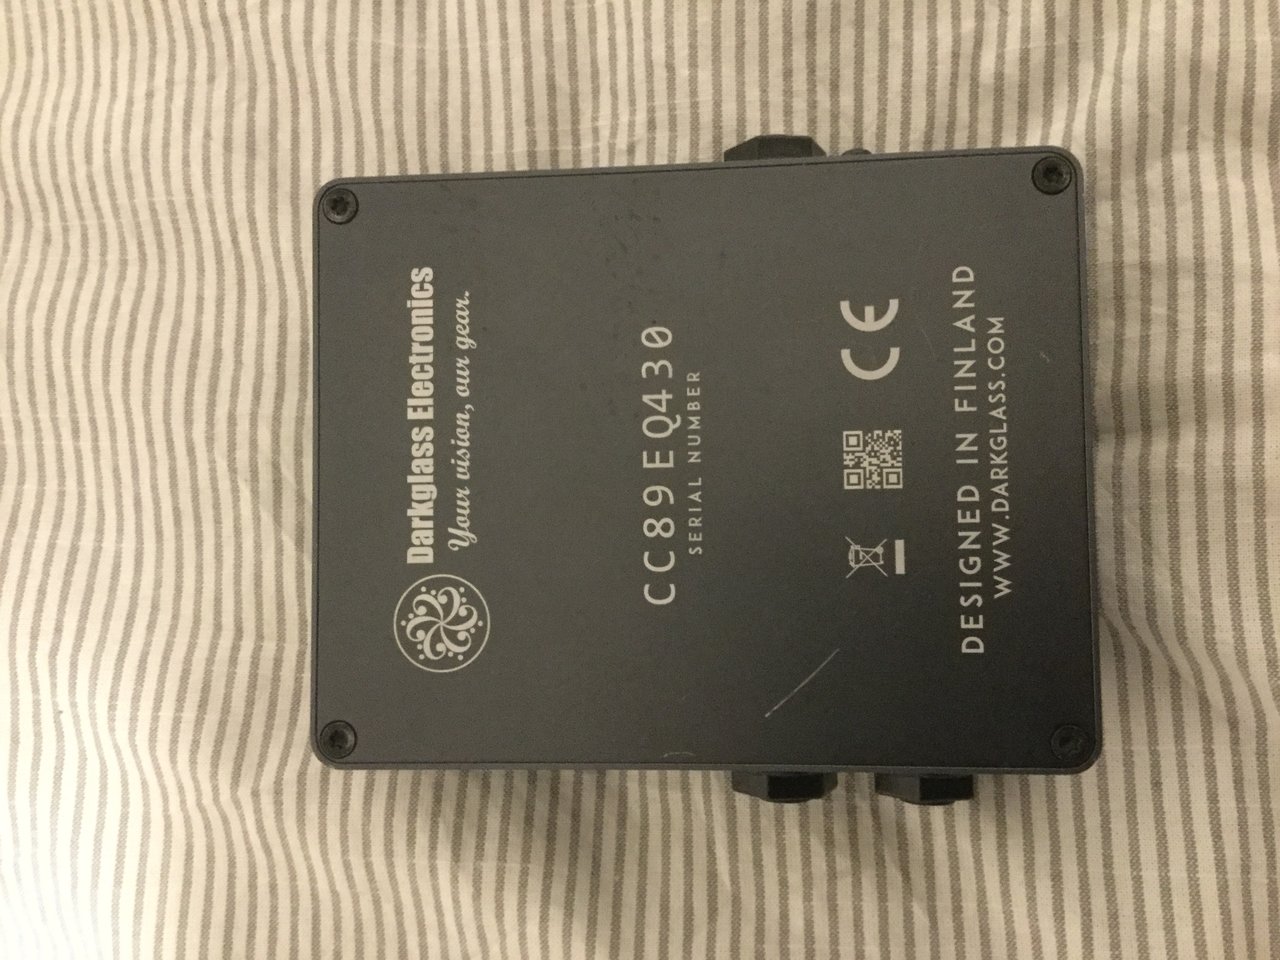 Darkglass Electronics
Your vision, our gear.
CC89EQ430
SERIAL NUMBER
CE
DESIGNED IN FINLAND
WWW.DARKGLASS.COM